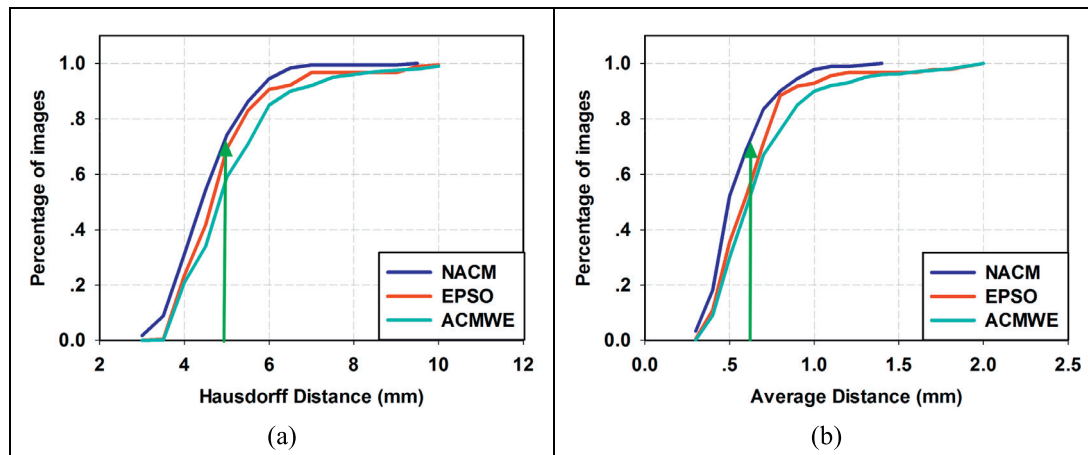 Percentage of images
1.0
.8
.6
.4
.2
0.0
NACM
EPSO
ACMWE
2 4 6 8 10 12
Hausdorff Distance (mm)
(a)
Percentage of images
1.0
.8
.6
.4
.2
0.0
NACM
EPSO
ACMWE
0.0 .5 1.0 1.5 2.0 2.5
Average Distance (mm)
(b)